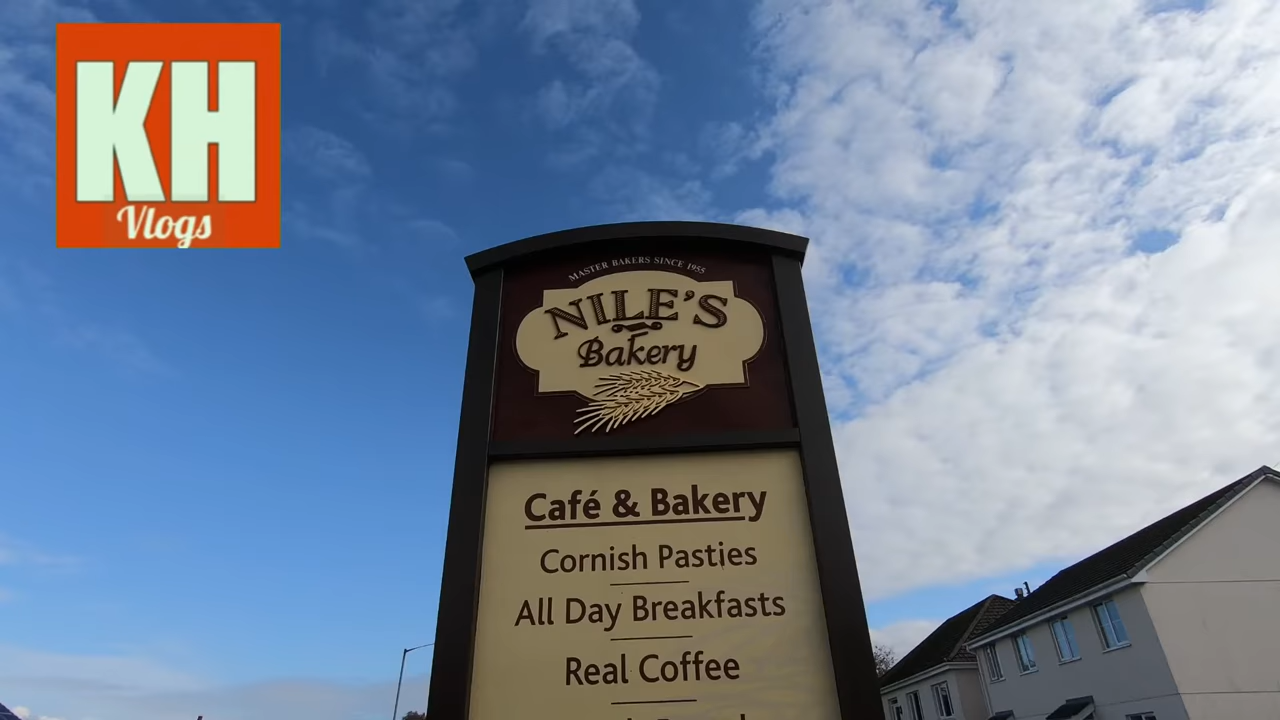 KH
Vlogs
MASTER BAKERS SINCE 1955
NILE'S
Bakery
Café & Bakery
Cornish Pasties
All Day Breakfasts
Real Coffee